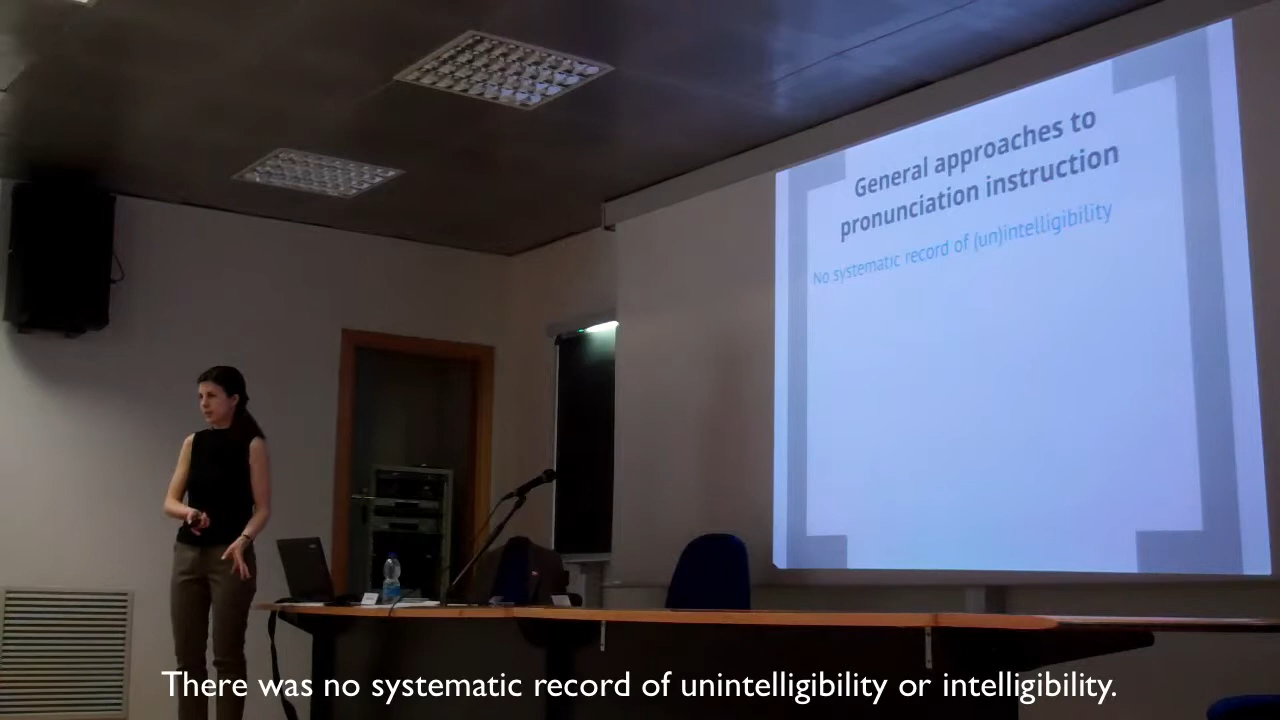 General approaches to
pronunciation instruction
No systematic record of (un)intelligibility
There was no systematic record of unintelligibility or intelligibility.